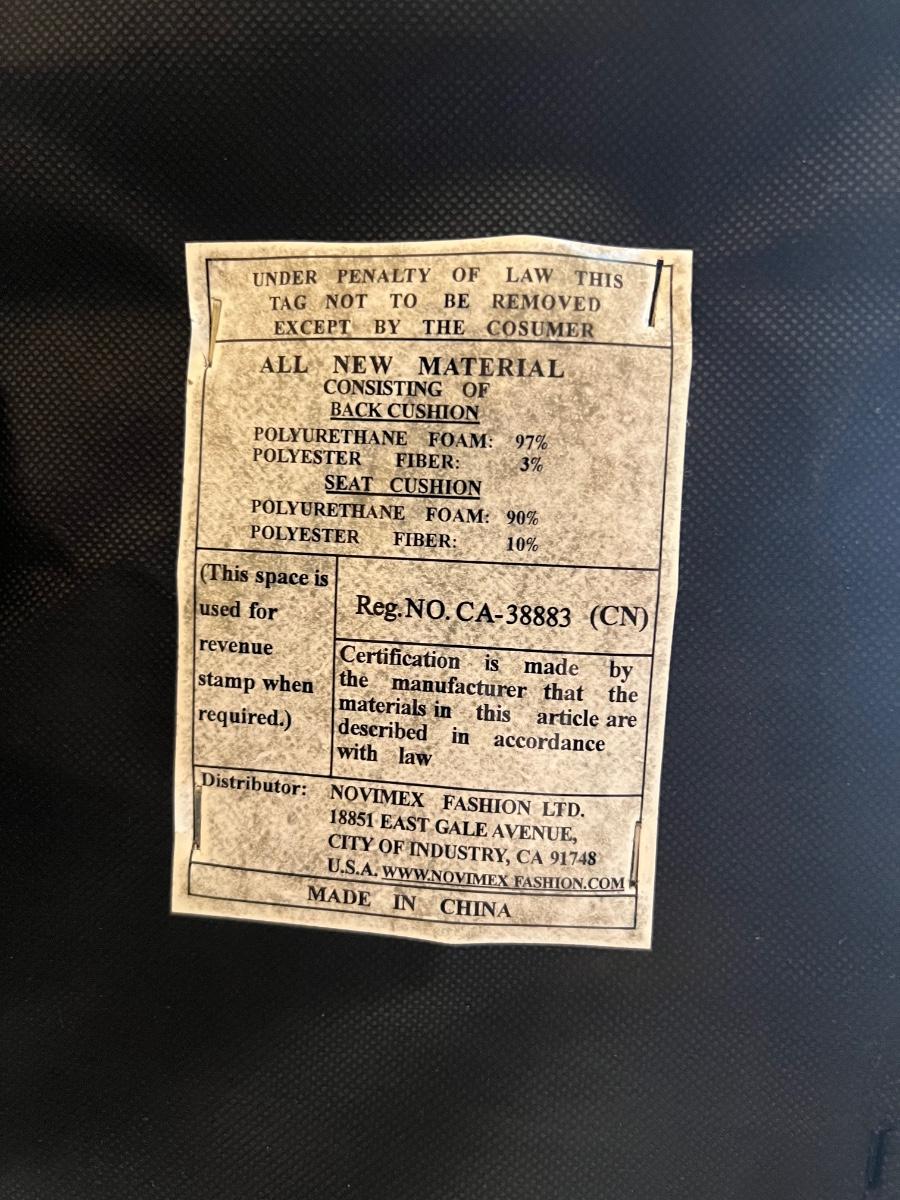 UNDER PENALTY OF LAW THIS
TAG NOT TO BE REMOVED
EXCEPT BY THE COSUMER
ALL NEW MATERIAL
CONSISTING OF
BACK CUSHION
POLYURETHANE FOAM: 97%
POLYESTER FIBER: 3%
SEAT CUSHION
POLYURETHANE FOAM: 90%
POLYESTER FIBER: 10%
(This space is
used for
revenue
stamp when
required.)
Reg.NO. CA-38883 (CN)
Certification is made by
the manufacturer that the
materials in this article are
described in accordance
with law
Distributor: NOVIMEX FASHION LTD.
18851 EAST GALE AVENUE,
CITY OF INDUSTRY, CA 91748
U.S.A. WWW.NOVIMEX FASHION.COM
MADE IN CHINA